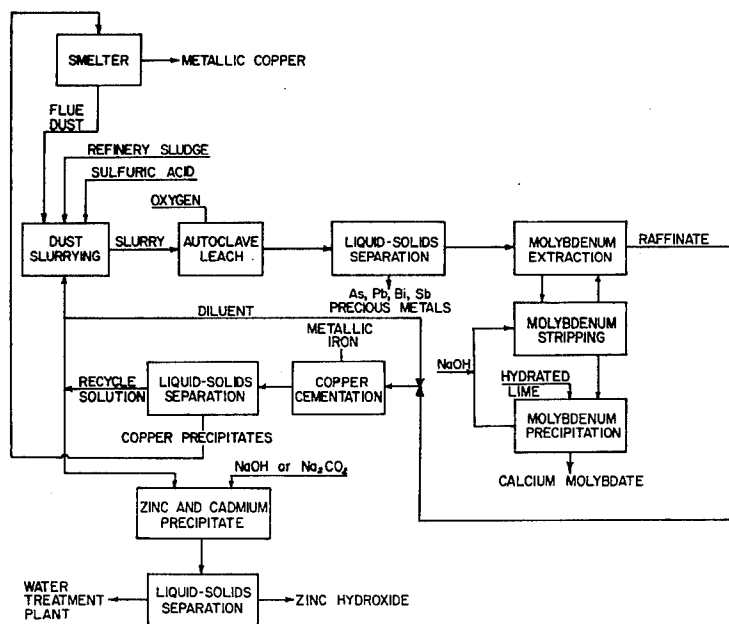 SMELTER
METALLIC COPPER
FLUE
DUST
REFINERY SLUDGE
SULFURIC ACID
OXYGEN
DUST
SLURRYING
SLURRY
AUTOCLAVE
LEACH
LIQUID-SOLIDS
SEPARATION
MOLYBDENUM
EXTRACTION
RAFFINATE
As, Pb, Bi, Sb
PRECIOUS METALS
DILUENT
METALLIC
IRON
MOLYBDENUM
STRIPPING
NaOH
HYDRATED
LIME
RECYCLE
SOLUTION
LIQUID-SOLIDS
SEPARATION
COPPER
CEMENTATION
MOLYBDENUM
PRECIPITATION
COPPER PRECIPITATES
CALCIUM MOLYBDATE
NaOH or Na₂CO₂
ZINC AND CADMIUM
PRECIPITATE
WATER
TREATMENT
PLANT
LIQUID-SOLIDS
SEPARATION
ZINC HYDROXIDE